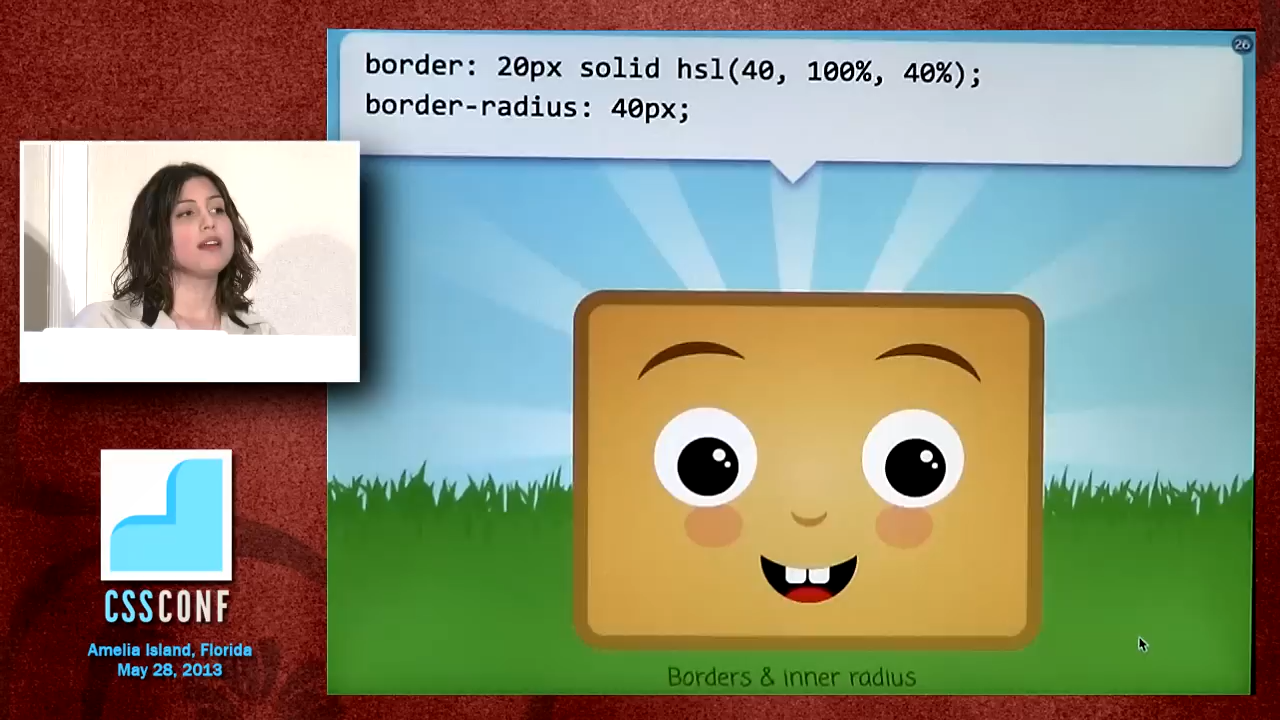 border: 20px solid hsl(40, 100%, 40%);
border-radius: 40px;
26
Borders & inner radius
CSSCONF
Amelia Island, Florida
May 28, 2013